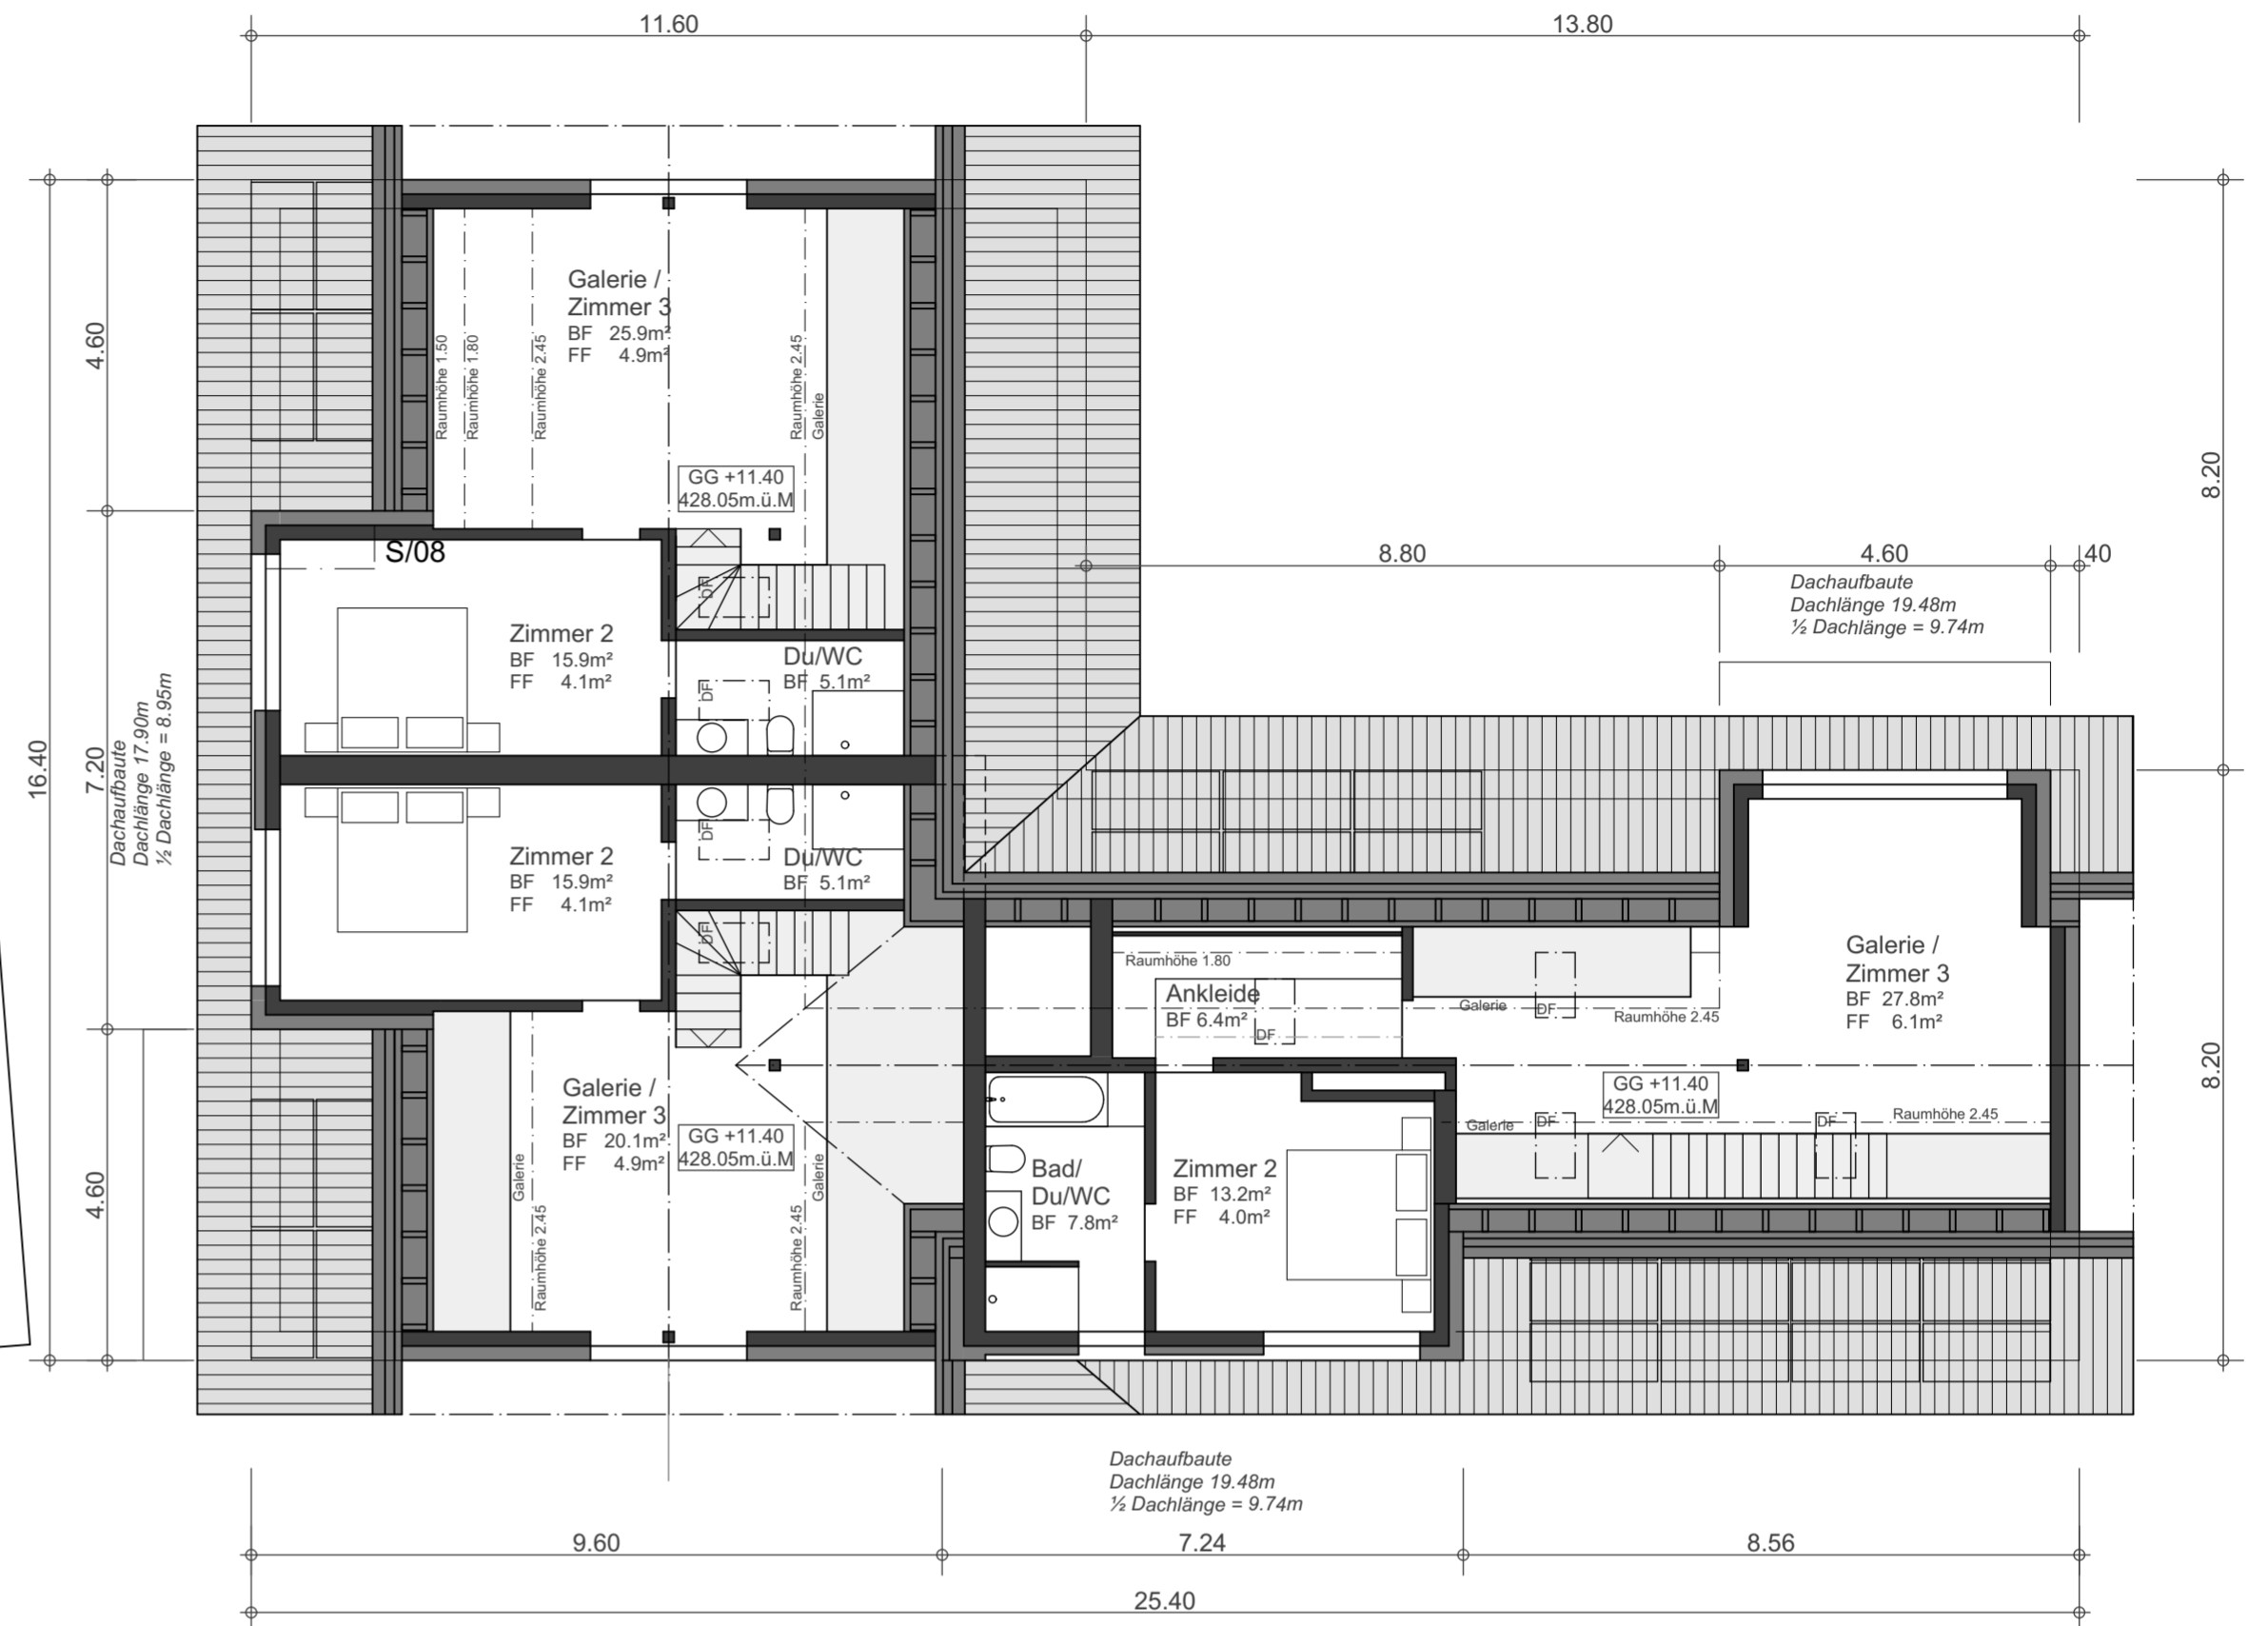 11.60
13.80
16.40
4.60
7.20
4.60
Dachaufbaute
Dachlänge 17.90m
½ Dachlänge = 8.95m
Galerie /
Zimmer 3
BF 25.9m²
FF 4.9m²
Raumhöhe 1.50
Raumhöhe 1.80
Raumhöhe 2.45
Raumhöhe 2.45
Galerie
GG +11.40
428.05m.ü.M
S/08
DF
Zimmer 2
BF 15.9m²
FF 4.1m²
Du/WC
BF 5.1m²
DF
Zimmer 2
BF 15.9m²
FF 4.1m²
DF
Du/WC
BF 5.1m²
DF
Galerie /
Zimmer 3
BF 20.1m²
FF 4.9m²
GG +11.40
428.05m.ü.M
Galerie
Raumhöhe 2.45
Raumhöhe 2.45
Galerie
8.20
8.80
4.60
40
Dachaufbaute
Dachlänge 19.48m
½ Dachlänge = 9.74m
Raumhöhe 1.80
Ankleide
BF 6.4m²
DF
Galerie
DF
Raumhöhe 2.45
Galerie /
Zimmer 3
BF 27.8m²
FF 6.1m²
GG +11.40
428.05m.ü.M
Galerie
DF
DF
Raumhöhe 2.45
8.20
Bad/
Du/WC
BF 7.8m²
Zimmer 2
BF 13.2m²
FF 4.0m²
Dachaufbaute
Dachlänge 19.48m
½ Dachlänge = 9.74m
9.60
7.24
8.56
25.40